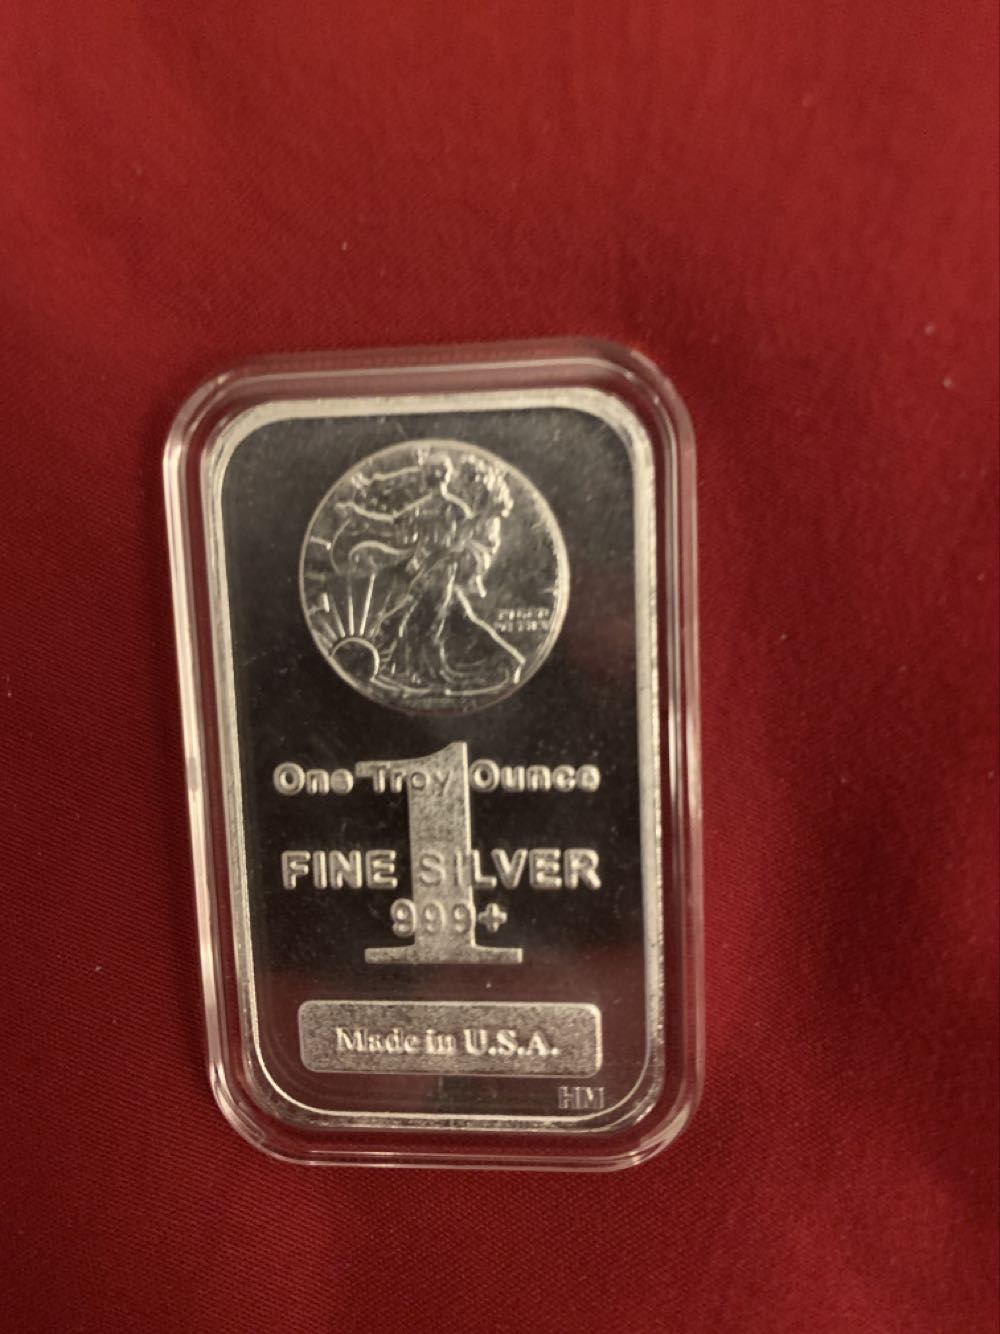 One Troy Ounce
FINE SILVER
999+
1
Made in U.S.A.
HM